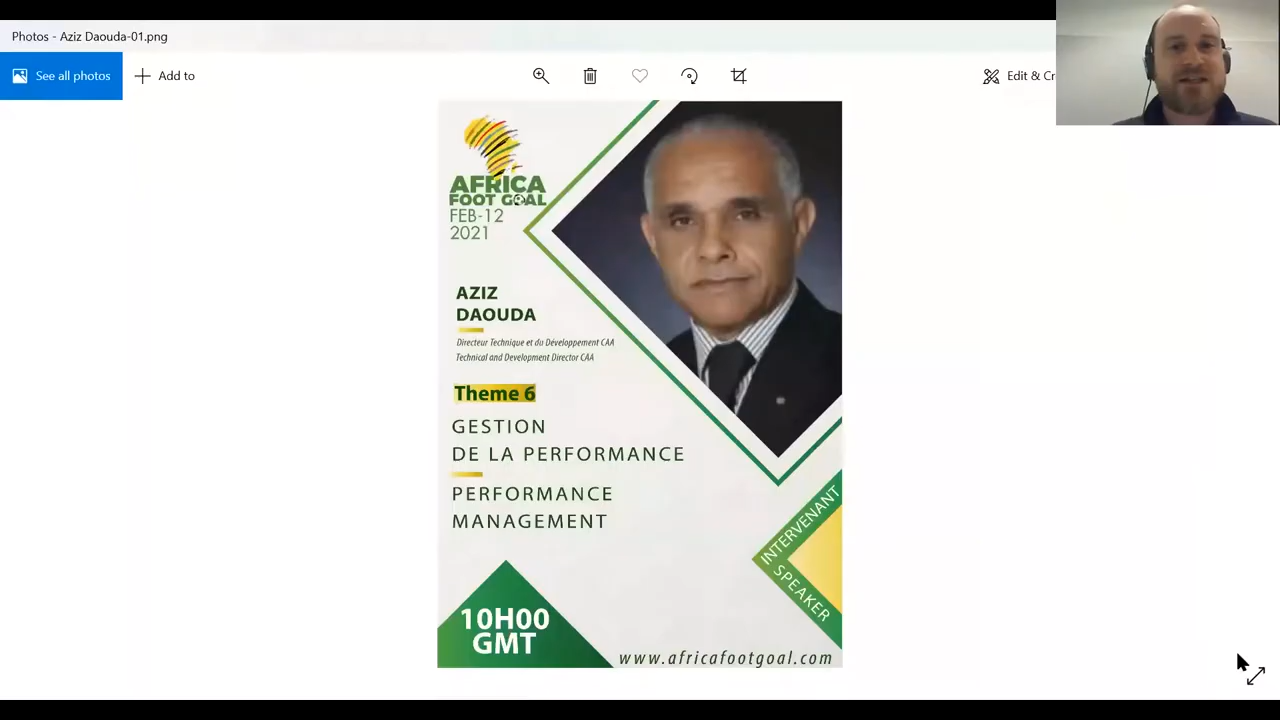 Photos - Aziz Daouda-01.png
See all photos
Add to
Edit & Cr
AFRICA
FOOT GOAL
FEB-12
2021
AZIZ
DAOUDA
Directeur Technique et du Développement CAA
Technical and Development Director CAA
Theme 6
GESTION
DE LA PERFORMANCE
PERFORMANCE
MANAGEMENT
INTERVENANT
SPEAKER
10H00
GMT
www.africafootgoal.com